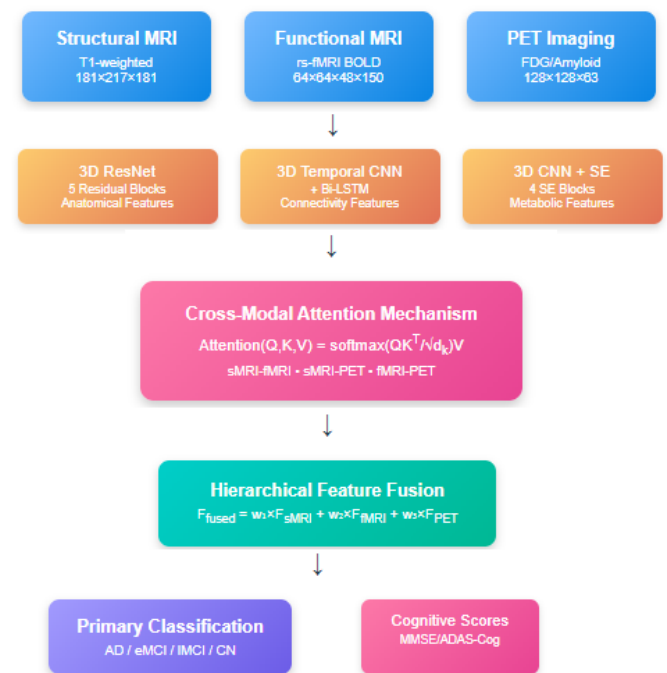 Structural MRI
T1-weighted
181×217×181
Functional MRI
rs-fMRI BOLD
64×64×48×150
PET Imaging
FDG/Amyloid
128×128×63
↓
3D ResNet
5 Residual Blocks
Anatomical Features
3D Temporal CNN
+ Bi-LSTM
Connectivity Features
3D CNN + SE
4 SE Blocks
Metabolic Features
↓
Cross-Modal Attention Mechanism
Attention(Q,K,V) = softmax(QKᵀ/√dₖ)V
sMRI-fMRI • sMRI-PET • fMRI-PET
↓
Hierarchical Feature Fusion
F_fused = w₁×F_sMRI + w₂×F_fMRI + w₃×F_PET
↓
Primary Classification
AD / eMCI / lMCI / CN
Cognitive Scores
MMSE/ADAS-Cog